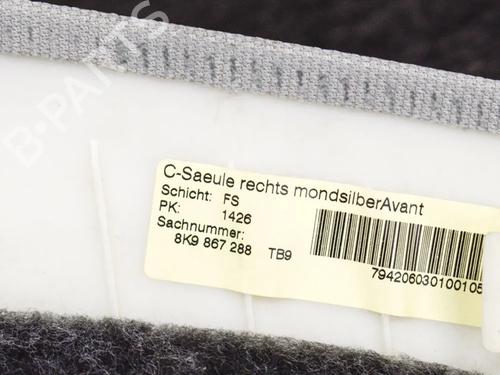 C-Saeule rechts mondsilberAvant
Schicht: FS
PK: 1426
Sachnummer:
8K9 867 288 TB9
794206030100105
B-PARTS